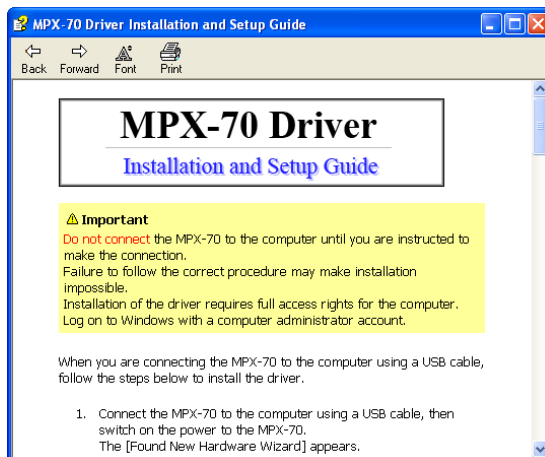 MPX-70 Driver Installation and Setup Guide
Back Forward Font Print
MPX-70 Driver
Installation and Setup Guide
Important
Do not connect the MPX-70 to the computer until you are instructed to
make the connection.
Failure to follow the correct procedure may make installation
impossible.
Installation of the driver requires full access rights for the computer.
Log on to Windows with a computer administrator account.
When you are connecting the MPX-70 to the computer using a USB cable,
follow the steps below to install the driver.
1. Connect the MPX-70 to the computer using a USB cable, then
switch on the power to the MPX-70.
The [Found New Hardware Wizard] appears.